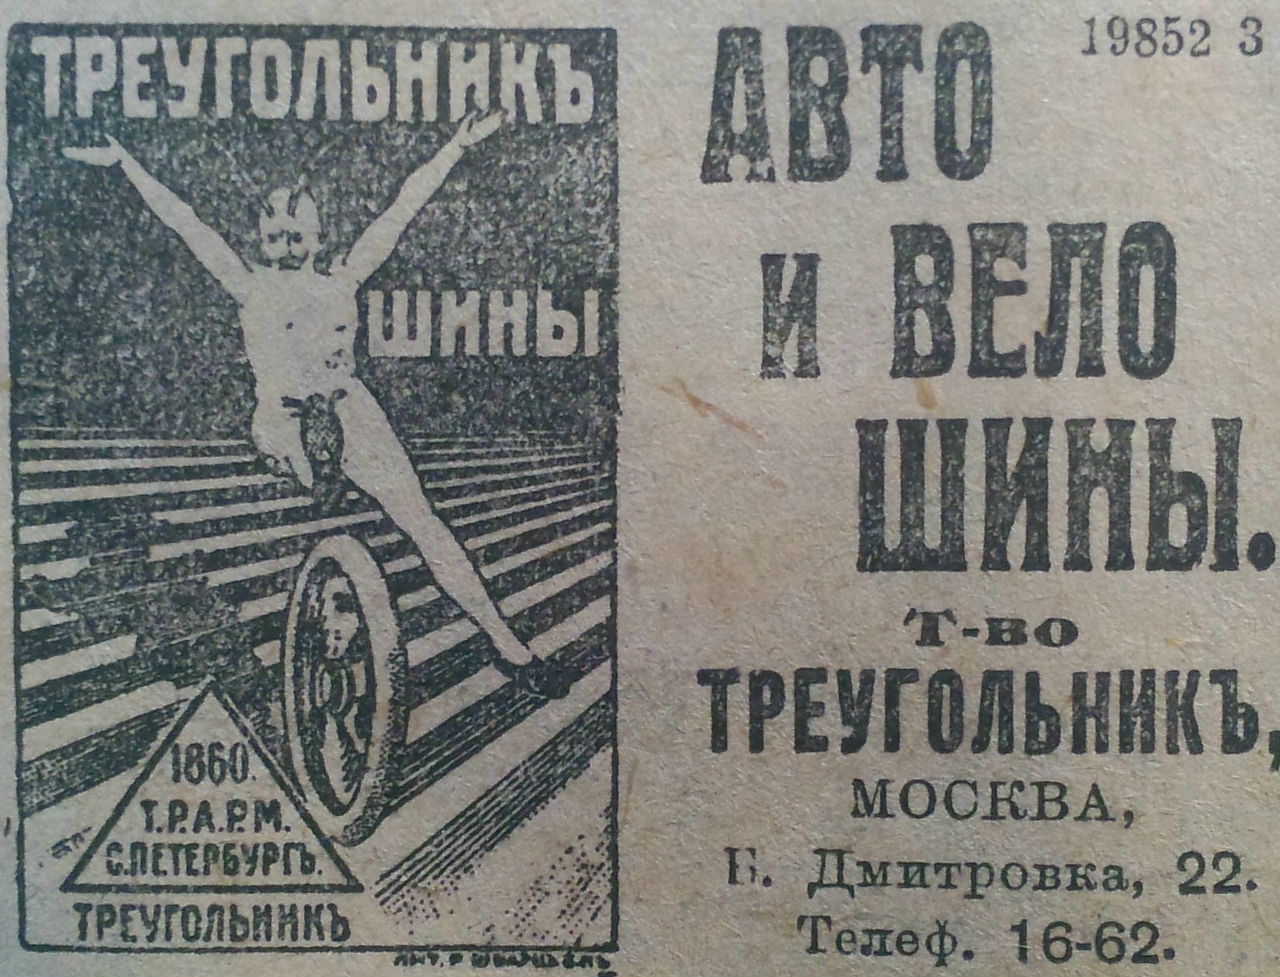 ТРЕУГОЛЬНИКЪ
ШИНЫ
1860.
Т.Р.А.Р.М.
С.ПЕТЕРБУРГЪ.
ТРЕУГОЛЬНИКЪ
19852 3
АВТО
И ВЕЛО
ШИНЫ.
Т-во
ТРЕУГОЛЬНИКЪ,
МОСКВА,
Б. Дмитровка, 22.
Телеф. 16-62.